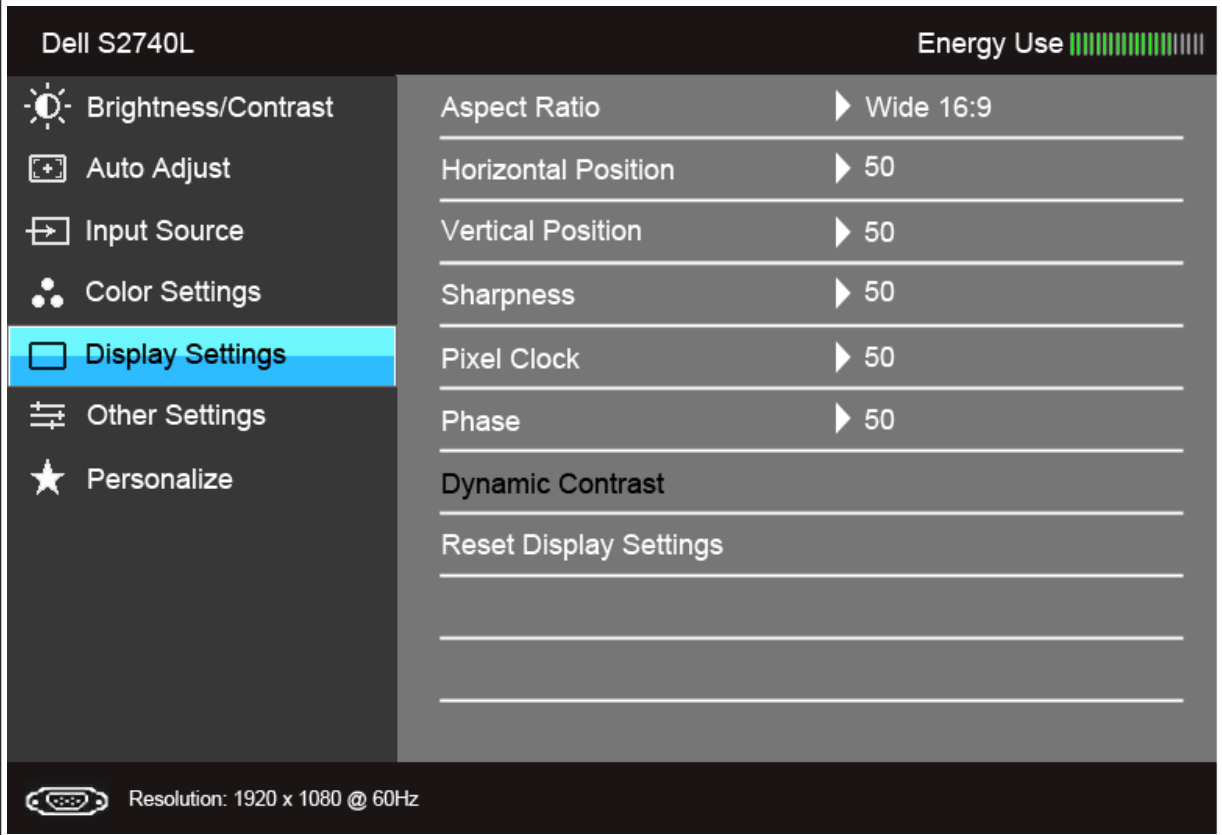 Dell S2740L Energy Use
Brightness/Contrast
Auto Adjust
Input Source
Color Settings
Display Settings
Other Settings
Personalize
Aspect Ratio Wide 16:9
Horizontal Position 50
Vertical Position 50
Sharpness 50
Pixel Clock 50
Phase 50
Dynamic Contrast
Reset Display Settings
Resolution: 1920 x 1080 @ 60Hz